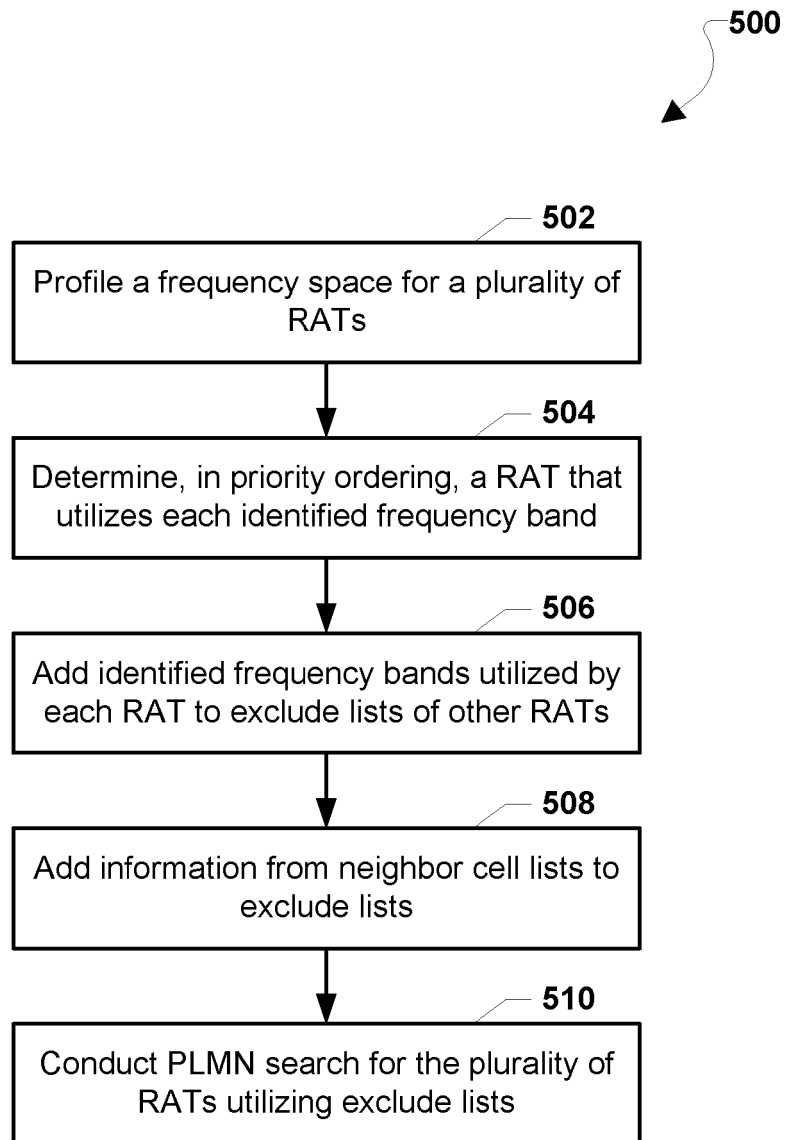 500
502
Profile a frequency space for a plurality of
RATs
504
Determine, in priority ordering, a RAT that
utilizes each identified frequency band
506
Add identified frequency bands utilized by
each RAT to exclude lists of other RATs
508
Add information from neighbor cell lists to
exclude lists
510
Conduct PLMN search for the plurality of
RATs utilizing exclude lists